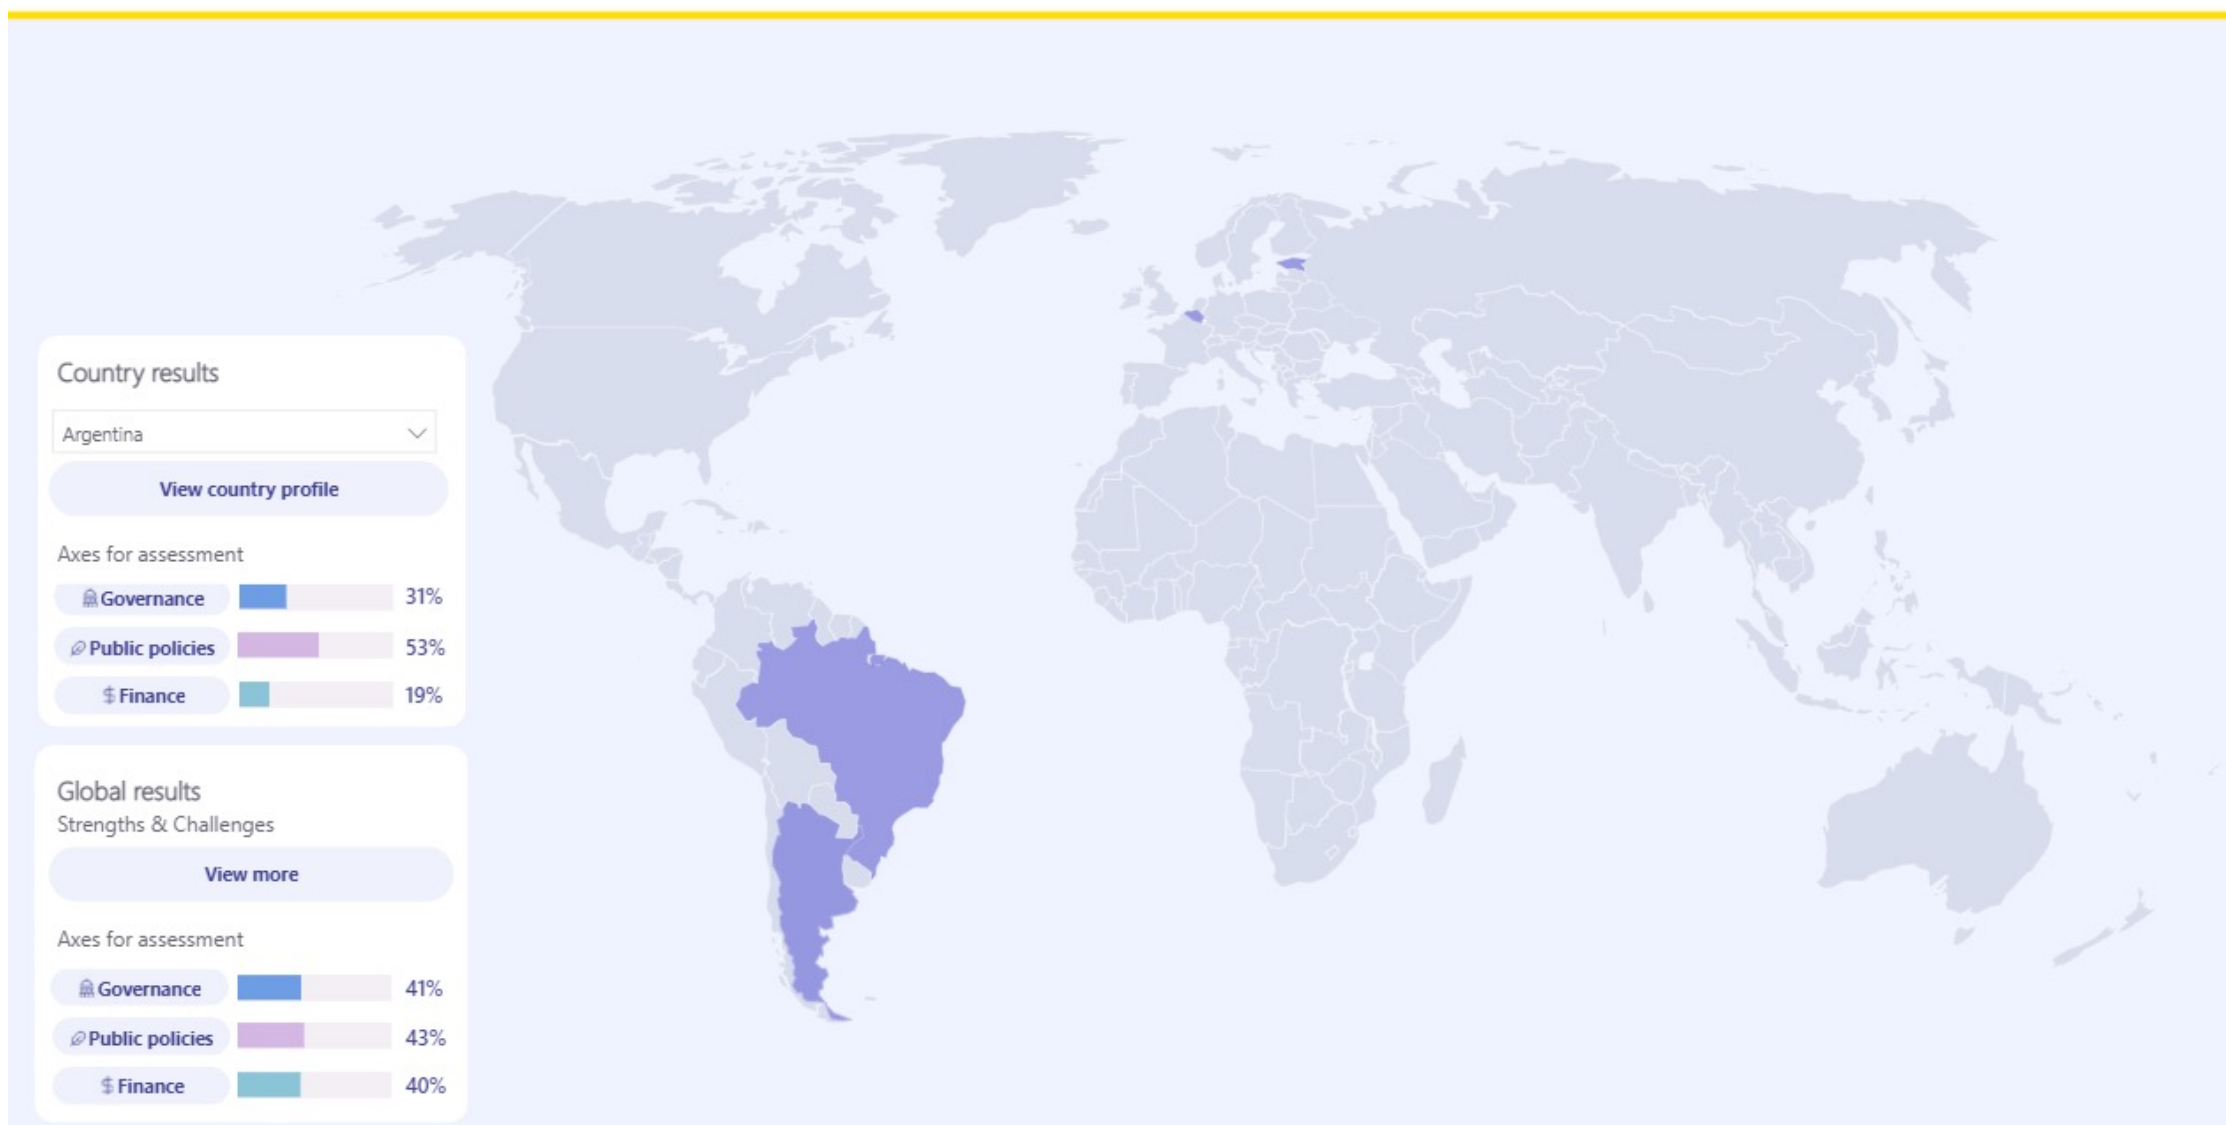 Country results
Argentina
View country profile
Axes for assessment
Governance 31%
Public policies 53%
$ Finance 19%
Global results
Strengths & Challenges
View more
Axes for assessment
Governance 41%
Public policies 43%
$ Finance 40%